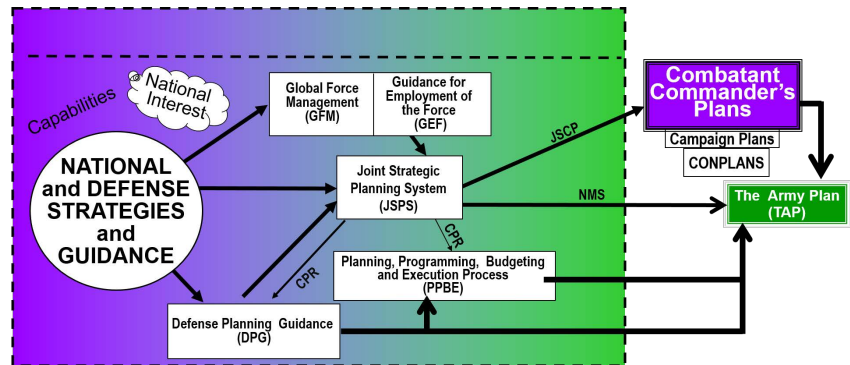 National
Interest
Capabilities
Global Force
Management
(GFM)
Guidance for
Employment of
the Force
(GEF)
Combatant
Commander's
Plans
Campaign Plans
CONPLANS
JSCP
NATIONAL
and DEFENSE
STRATEGIES
and
GUIDANCE
Joint Strategic
Planning System
(JSPS)
NMS
The Army Plan
(TAP)
CPR
CPR
Planning, Programming, Budgeting
and Execution Process
(PPBE)
Defense Planning Guidance
(DPG)